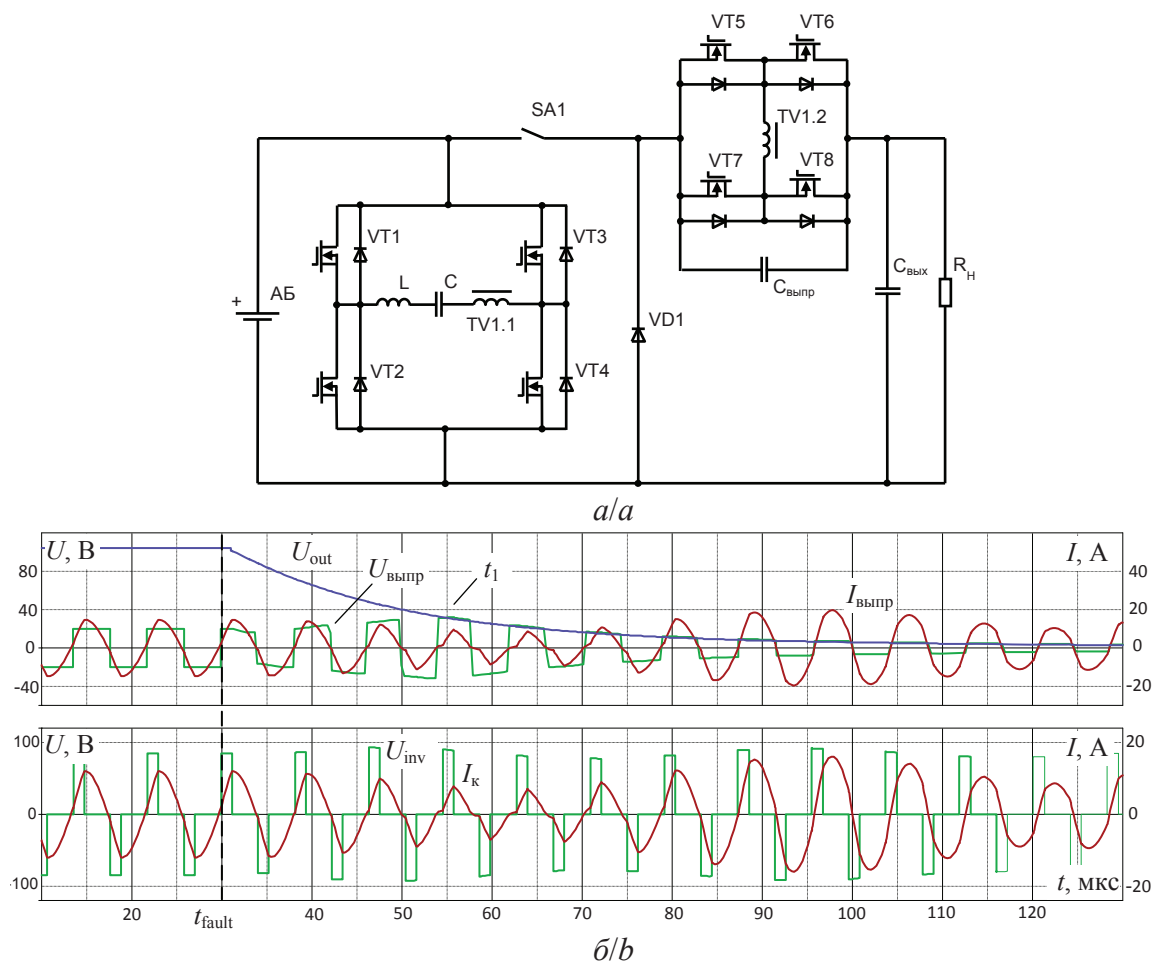 VT5
VT6
SA1
TV1.2
VT7
VT8
VT1
VT3
L
C
Cвыпр
Cвых
RН
+
АБ
TV1.1
VD1
VT2
VT4
а/a
U, В
Uout
Uвыпр
t1
I, А
80
40
Iвыпр
40
20
0
0
-40
-20
100
U, В
Uinv
Iк
I, А
20
0
0
-100
t, мкс
-20
20
tfault
40
50
60
70
80
90
100
110
120
б/b